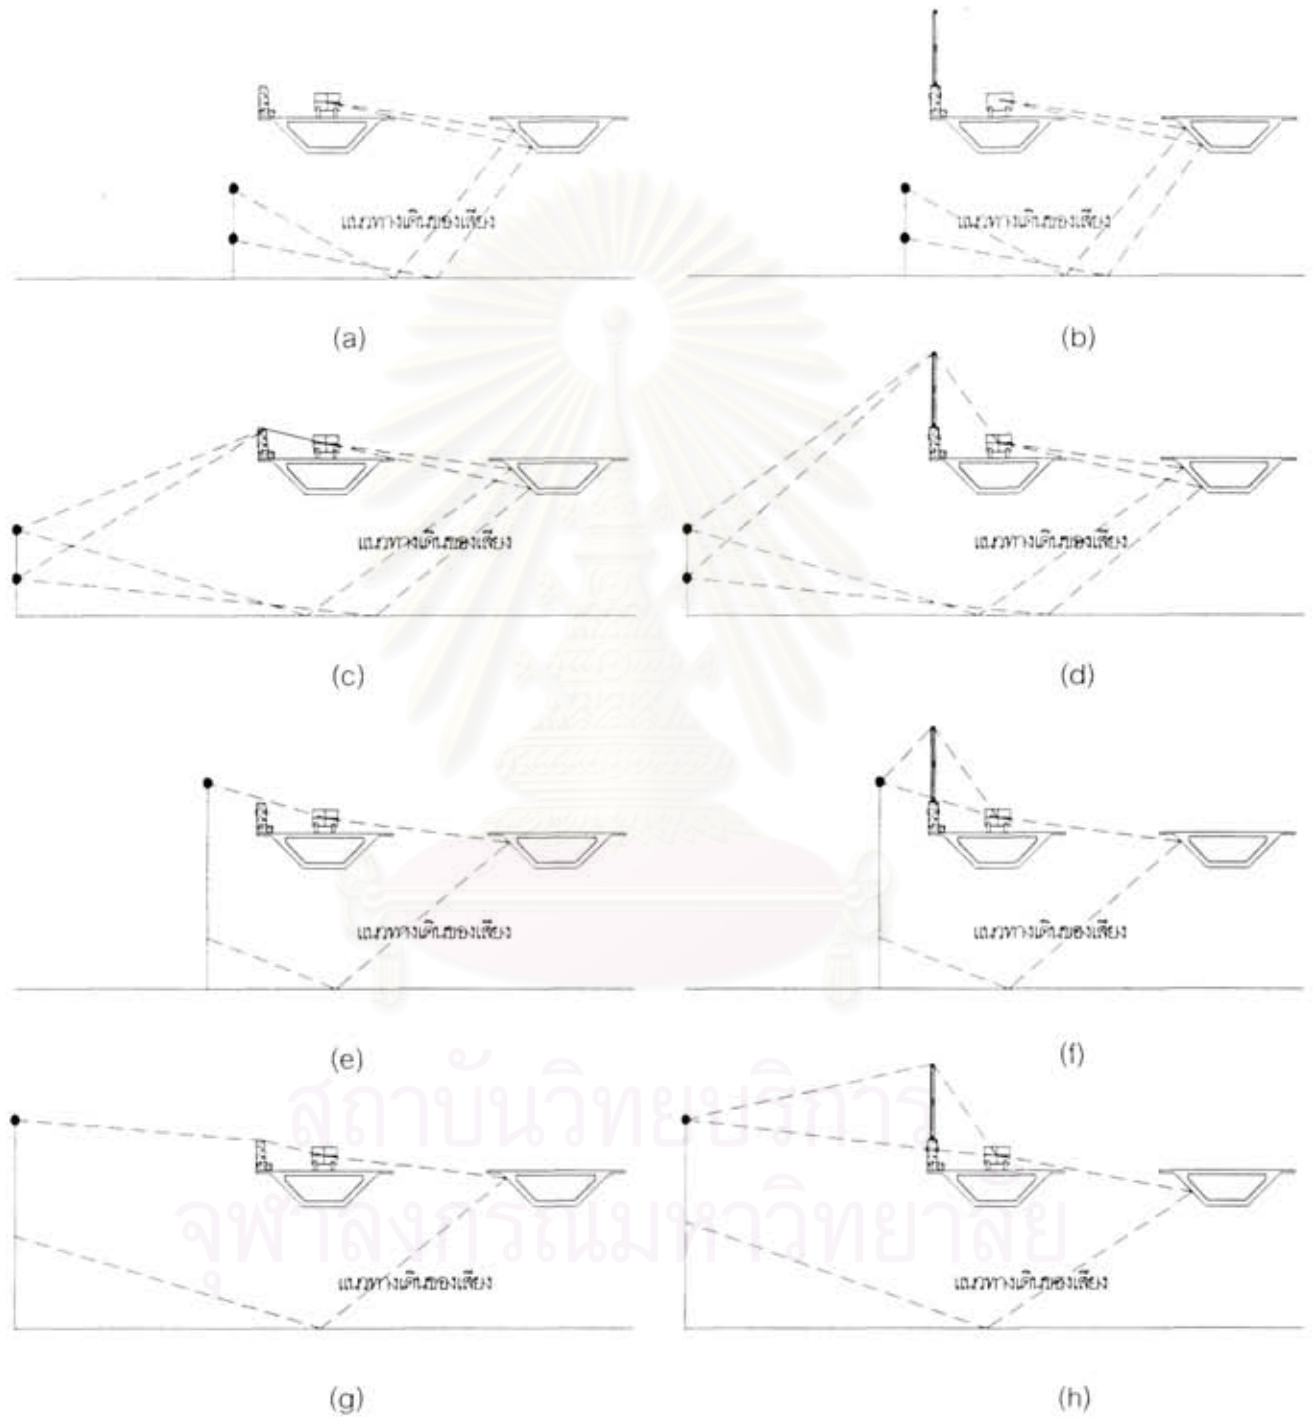 แนวทางเดินของเสียง แนวทางเดินของเสียง
(a) (b)
แนวทางเดินของเสียง แนวทางเดินของเสียง
(c) (d)
แนวทางเดินของเสียง แนวทางเดินของเสียง
(e) (f)
สถาบันวิทยบริการ
จุฬาลงกรณ์มหาวิทยาลัย
แนวทางเดินของเสียง แนวทางเดินของเสียง
(g) (h)